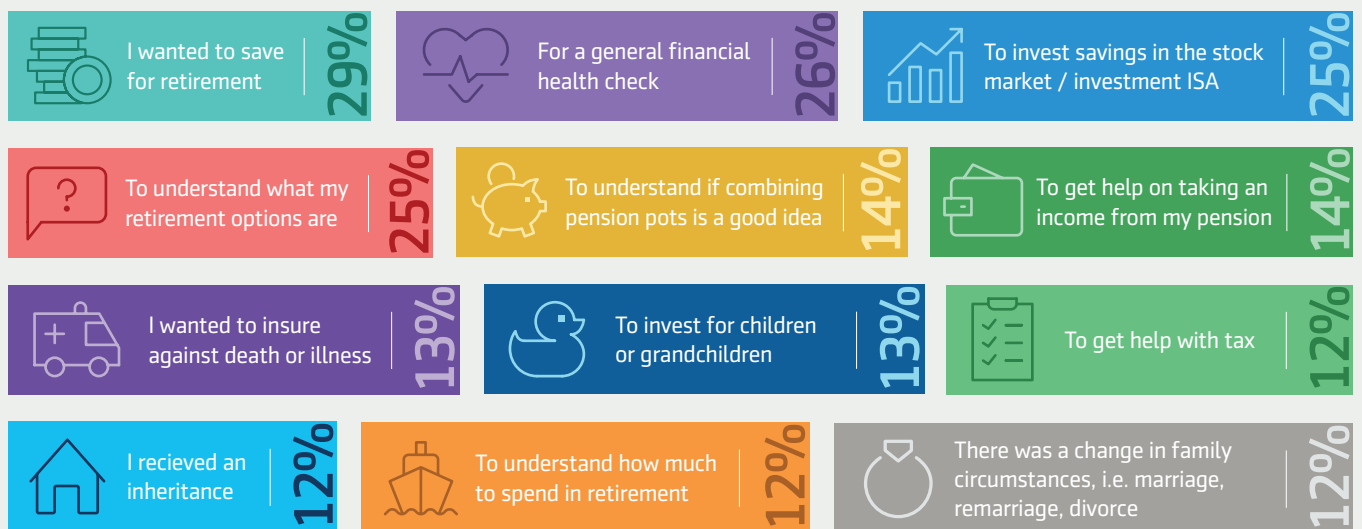 I wanted to save
for retirement
29%
For a general financial
health check
26%
To invest savings in the stock
market / investment ISA
25%
?
To understand what my
retirement options are
25%
To understand if combining
pension pots is a good idea
14%
To get help on taking an
income from my pension
14%
I wanted to insure
against death or illness
13%
To invest for children
or grandchildren
13%
To get help with tax
12%
I recieved an
inheritance
12%
To understand how much
to spend in retirement
12%
There was a change in family
circumstances, i.e. marriage,
remarriage, divorce
12%